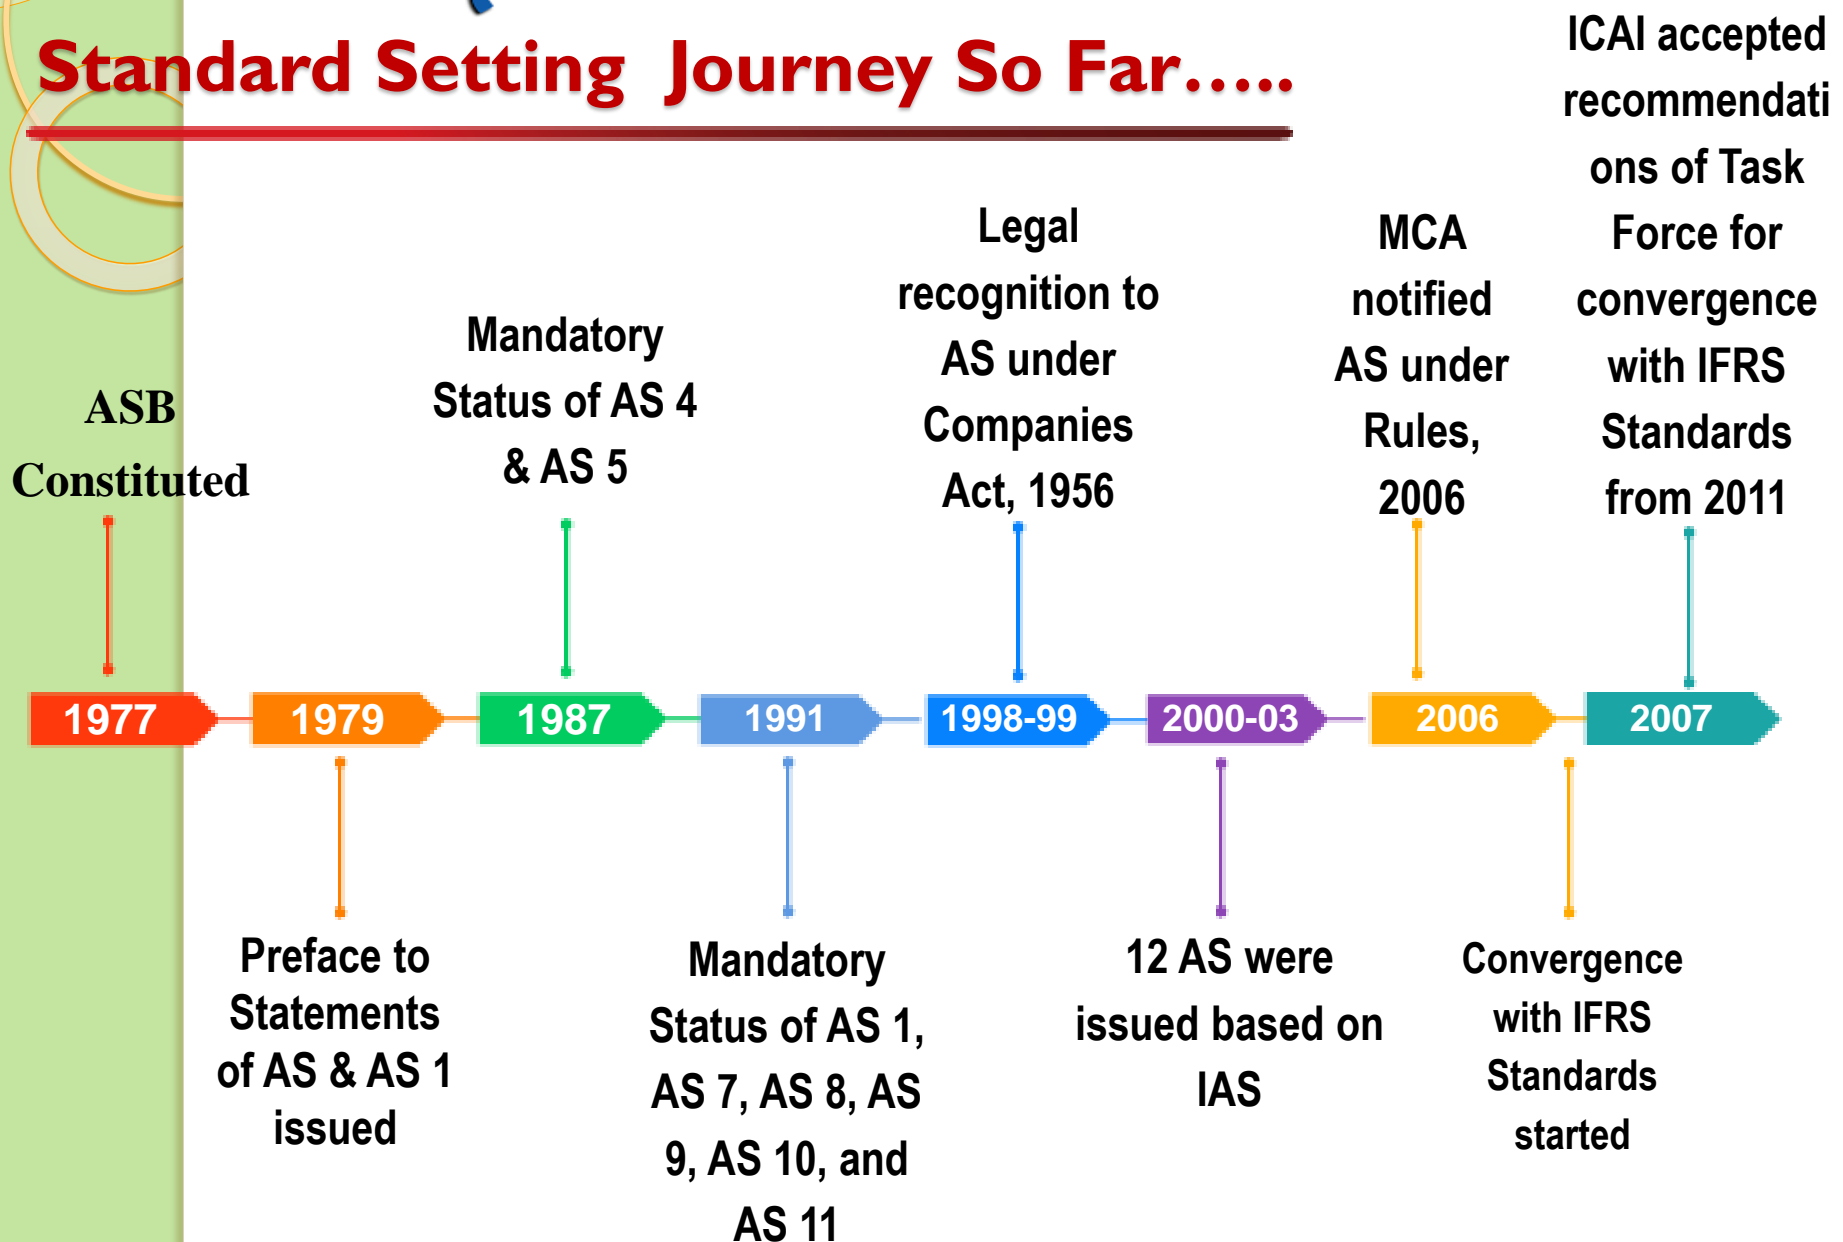 Standard Setting Journey So Far…..
ASB
Constituted
Mandatory
Status of AS 4
& AS 5
Legal
recognition to
AS under
Companies
Act, 1956
MCA
notified
AS under
Rules,
2006
ICAI accepted
recommendati
ons of Task
Force for
convergence
with IFRS
Standards
from 2011
1977
1979
1987
1991
1998-99
2000-03
2006
2007
Preface to
Statements
of AS & AS 1
issued
Mandatory
Status of AS 1,
AS 7, AS 8, AS
9, AS 10, and
AS 11
12 AS were
issued based on
IAS
Convergence
with IFRS
Standards
started